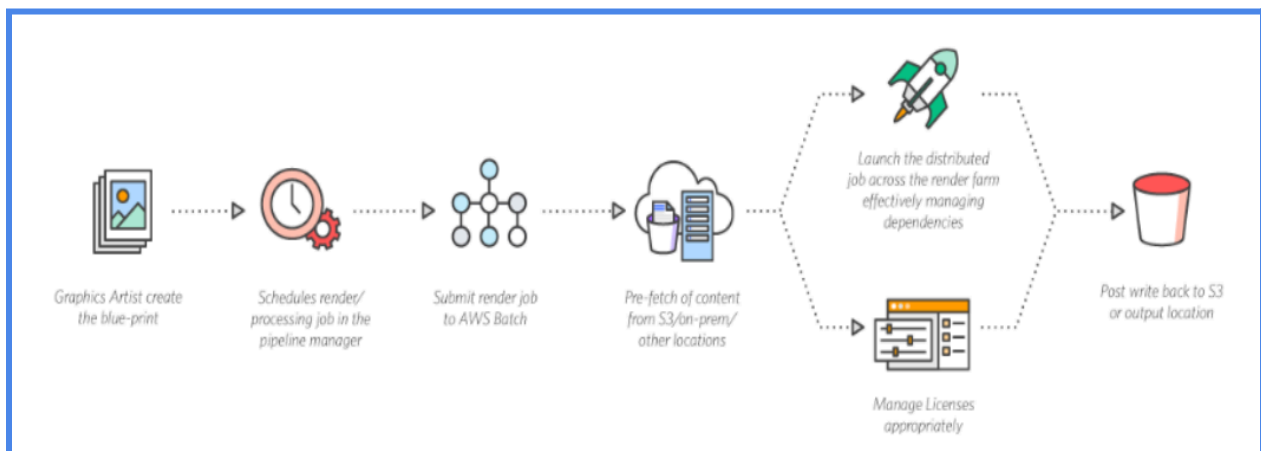 Graphics Artist create
the blue-print
Schedules render/
processing job in the
pipeline manager
Submit render job
to AWS Batch
Pre-fetch of content
from S3/on-prem/
other locations
Launch the distributed
job across the render farm
effectively managing
dependencies
Manage Licenses
appropriately
Post write back to S3
or output location